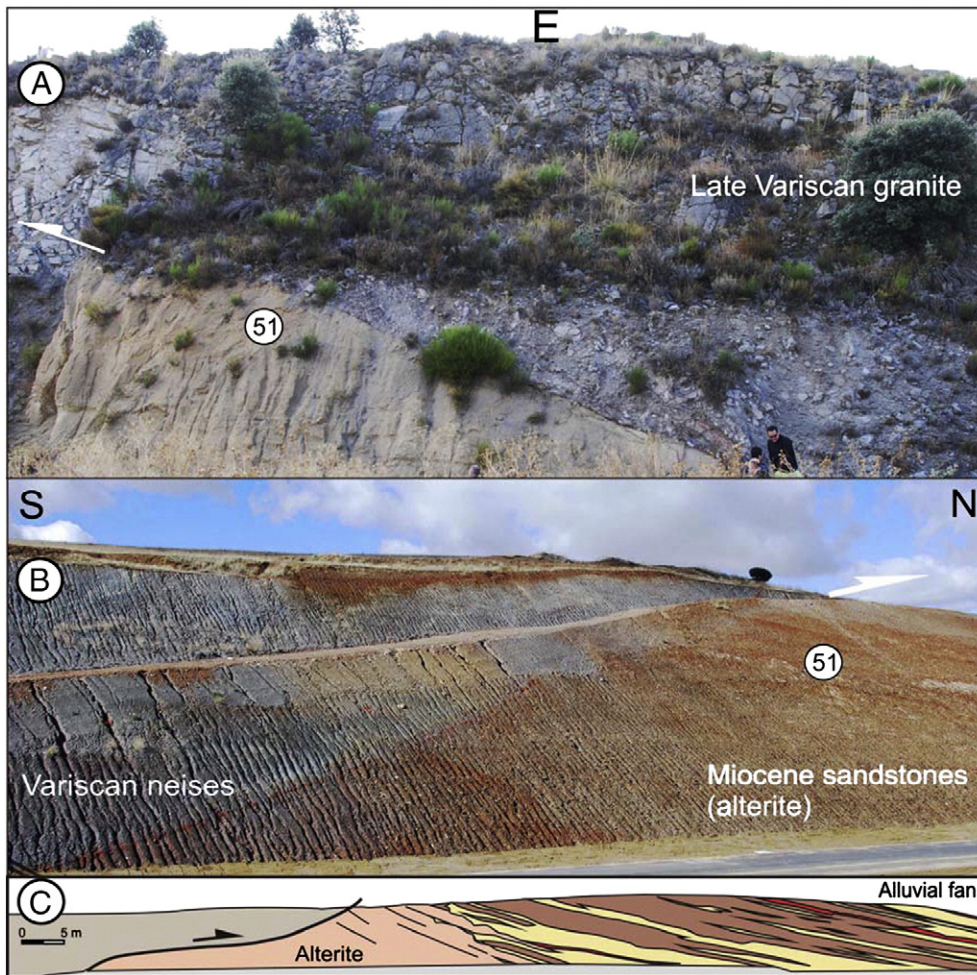 E
A
Late Variscan granite
51
S
N
B
51
Variscan neises
Miocene sandstones
(alterite)
C
Alluvial fan
0 5 m
Alterite